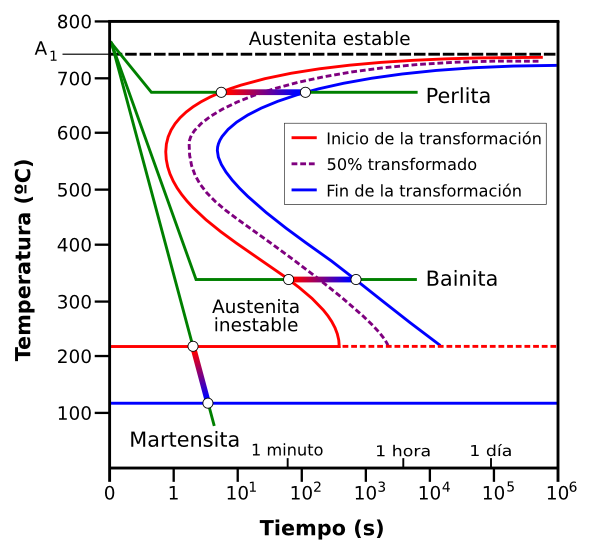 800
Austenita estable
A1
700
Perlita
600
Inicio de la transformación
50% transformado
Fin de la transformación
500
400
Bainita
300
Austenita
inestable
200
100
Martensita
1 minuto
1 hora
1 día
0
1
10^1
10^2
10^3
10^4
10^5
10^6
Temperatura (ºC)
Tiempo (s)